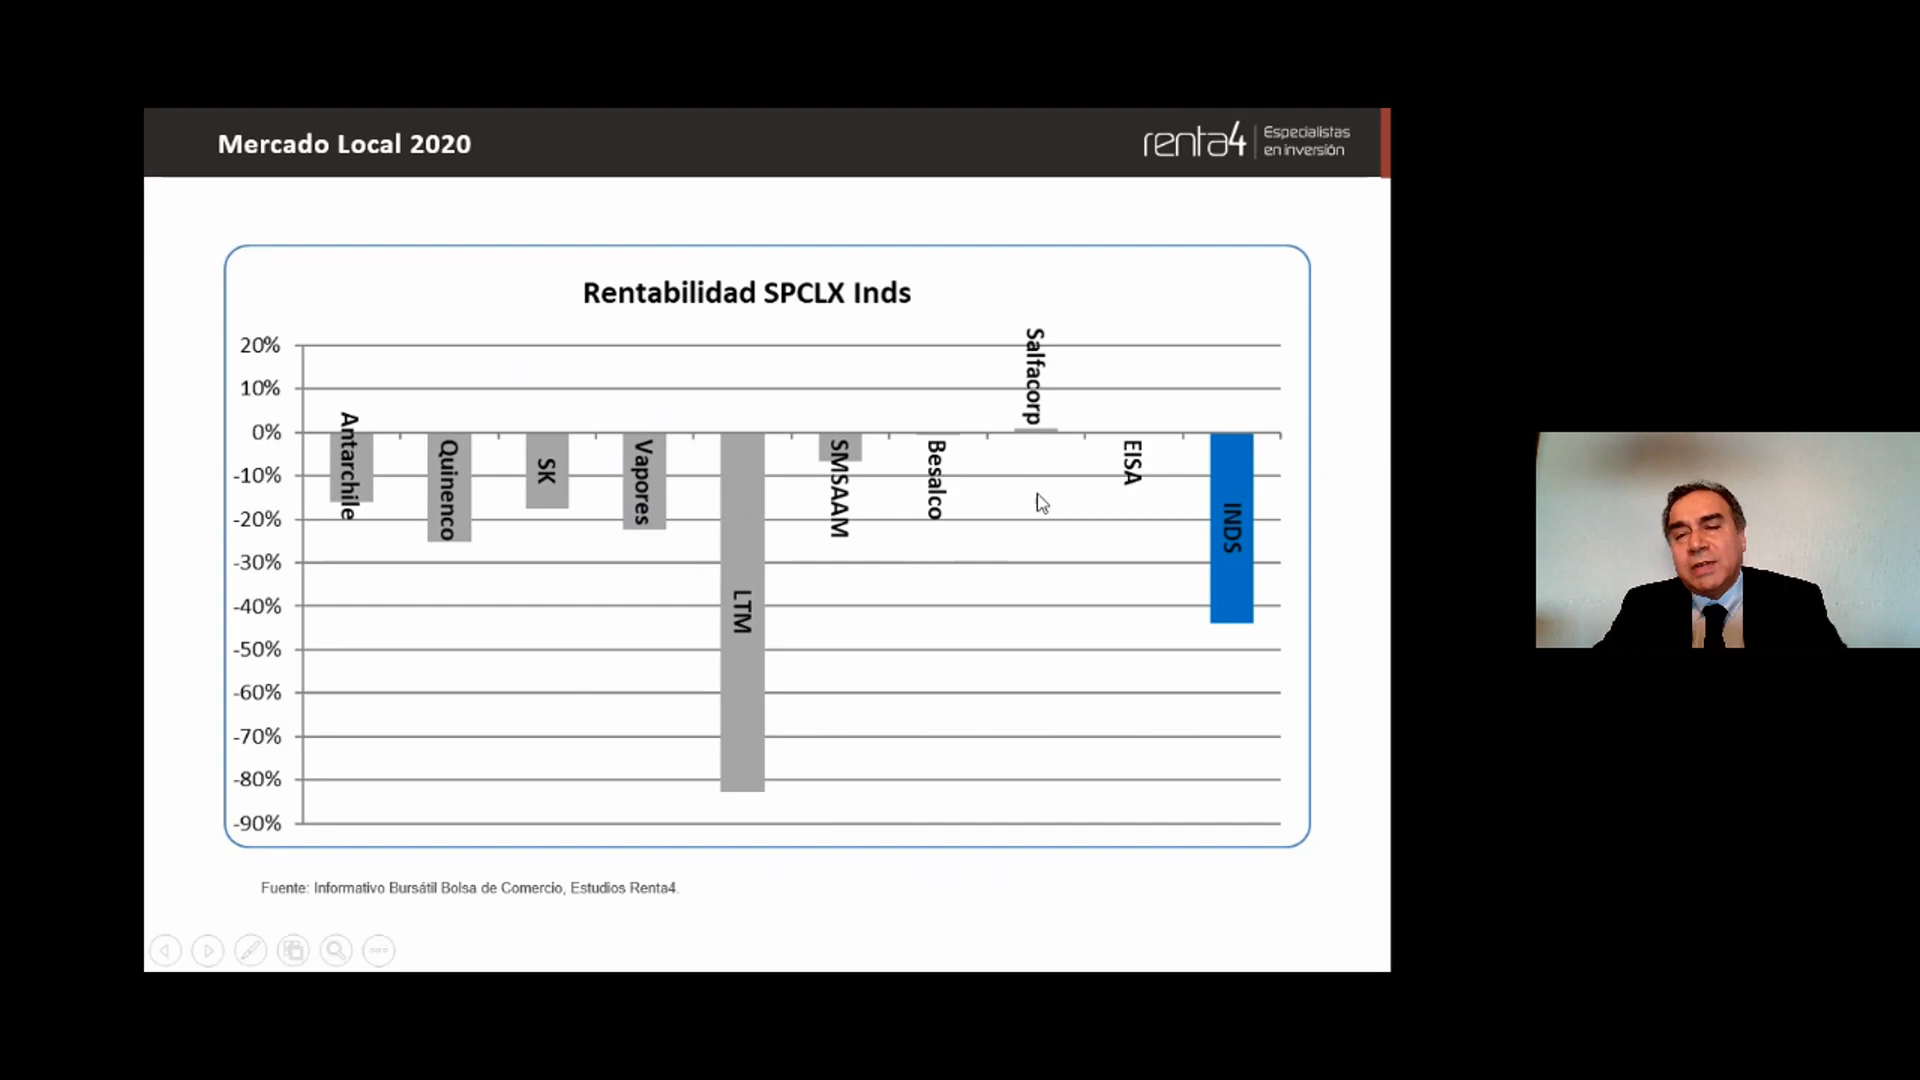 Mercado Local 2020
renta4
Especialistas
en inversión
Rentabilidad SPCLX Inds
20%
10%
0%
-10%
-20%
-30%
-40%
-50%
-60%
-70%
-80%
-90%
Antarchile
Quinenco
SK
Vapores
LTM
SMSAAM
Besalco
Salfacorp
EISA
INDS
Fuente: Informativo Bursátil Bolsa de Comercio, Estudios Renta4.